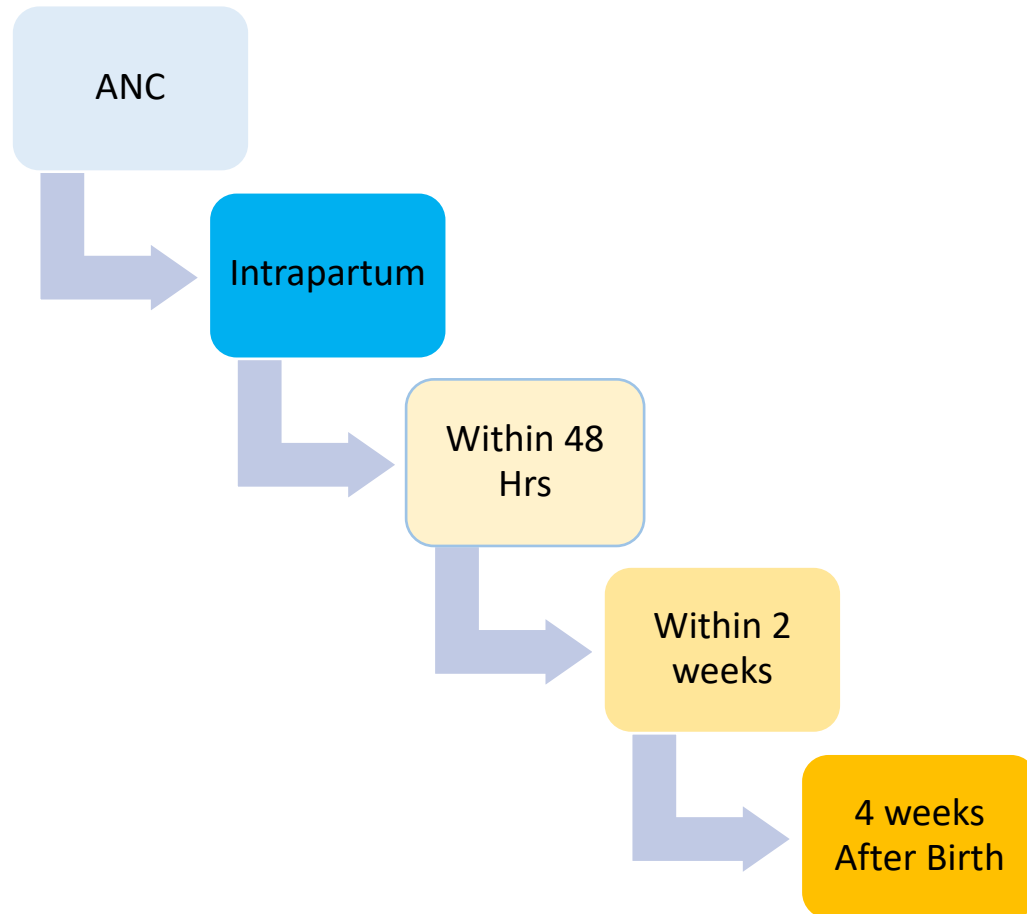 ANC
Intrapartum
Within 48
Hrs
Within 2
weeks
4 weeks
After Birth